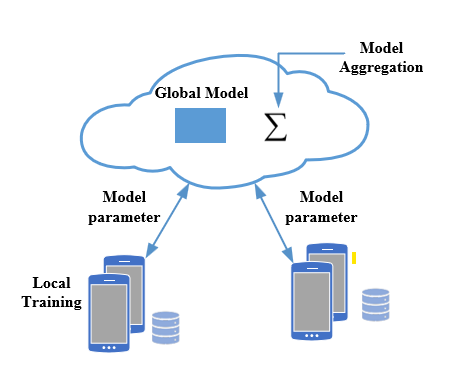 Model
Aggregation
Global Model
Σ
Model
parameter
Model
parameter
Local
Training